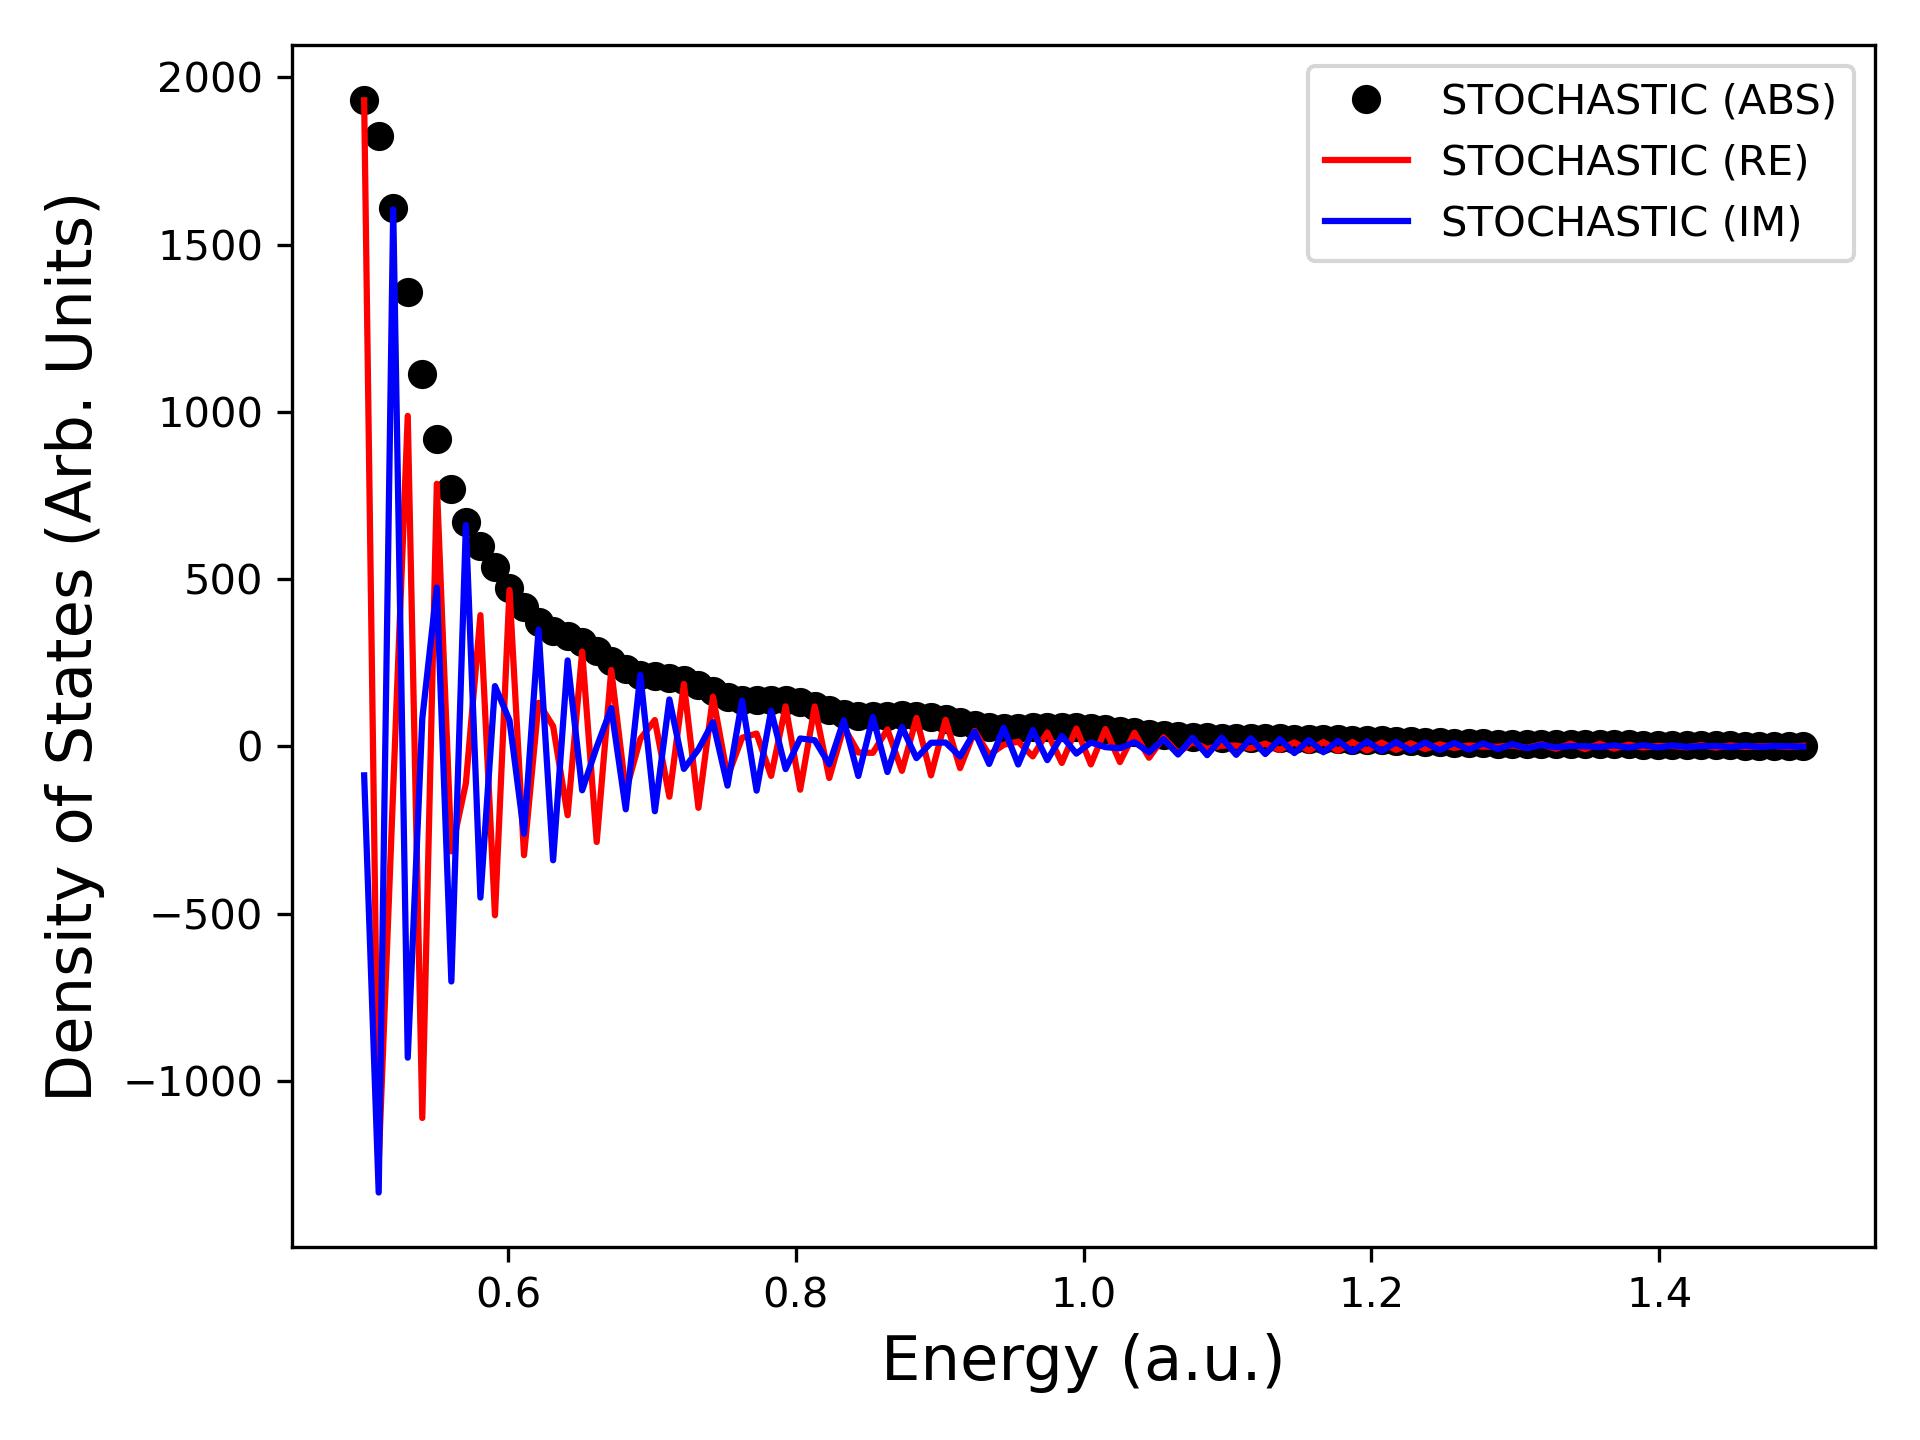 Density of States (Arb. Units)
2000
1500
1000
500
0
−500
−1000
STOCHASTIC (ABS)
STOCHASTIC (RE)
STOCHASTIC (IM)
0.6
0.8
1.0
1.2
1.4
Energy (a.u.)